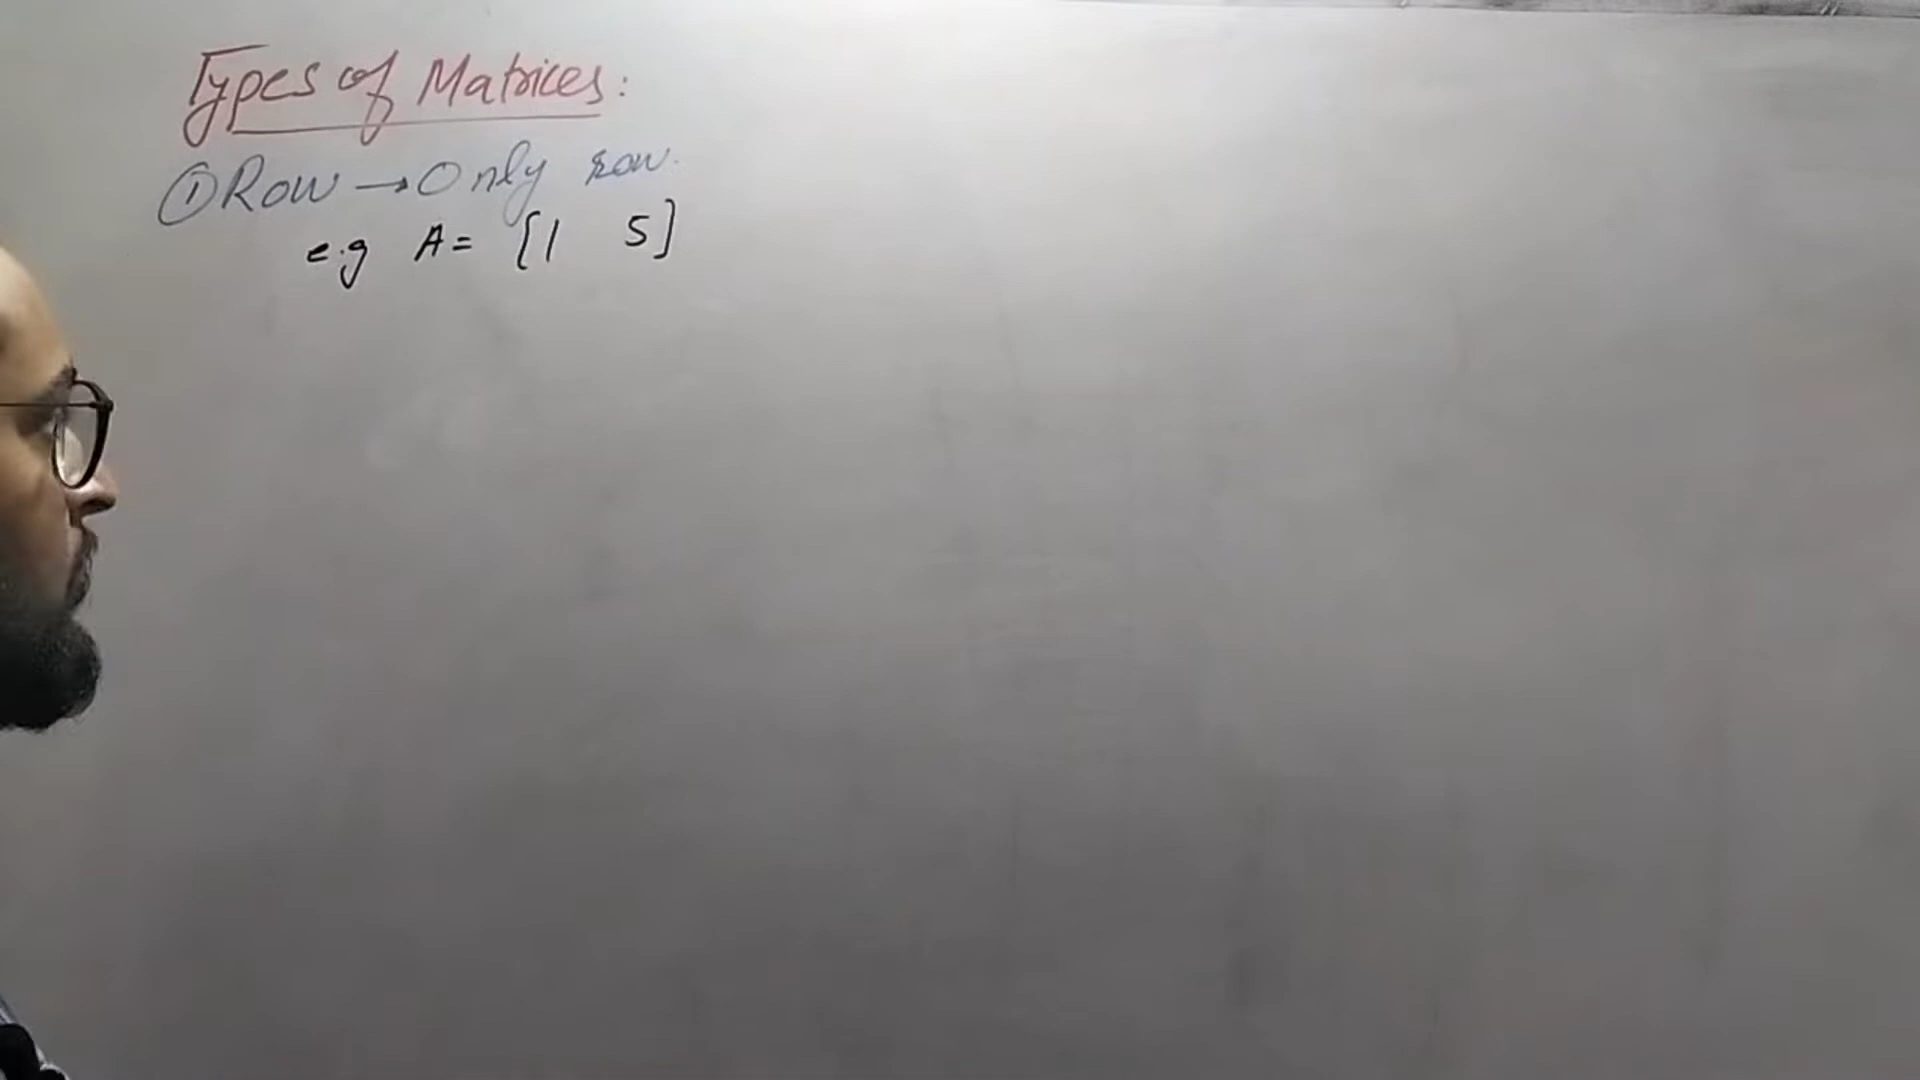 Types of Matrices:
① Row → Only row.
e.g A = [1 5]